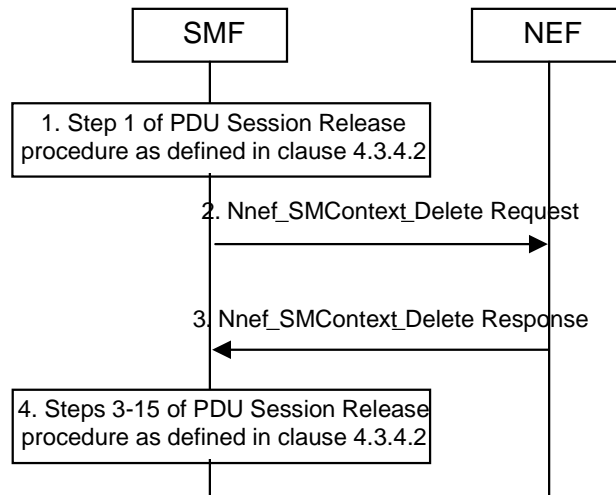 SMF
NEF
1. Step 1 of PDU Session Release
procedure as defined in clause 4.3.4.2
2. Nnef_SMContext_Delete Request
3. Nnef_SMContext_Delete Response
4. Steps 3-15 of PDU Session Release
procedure as defined in clause 4.3.4.2